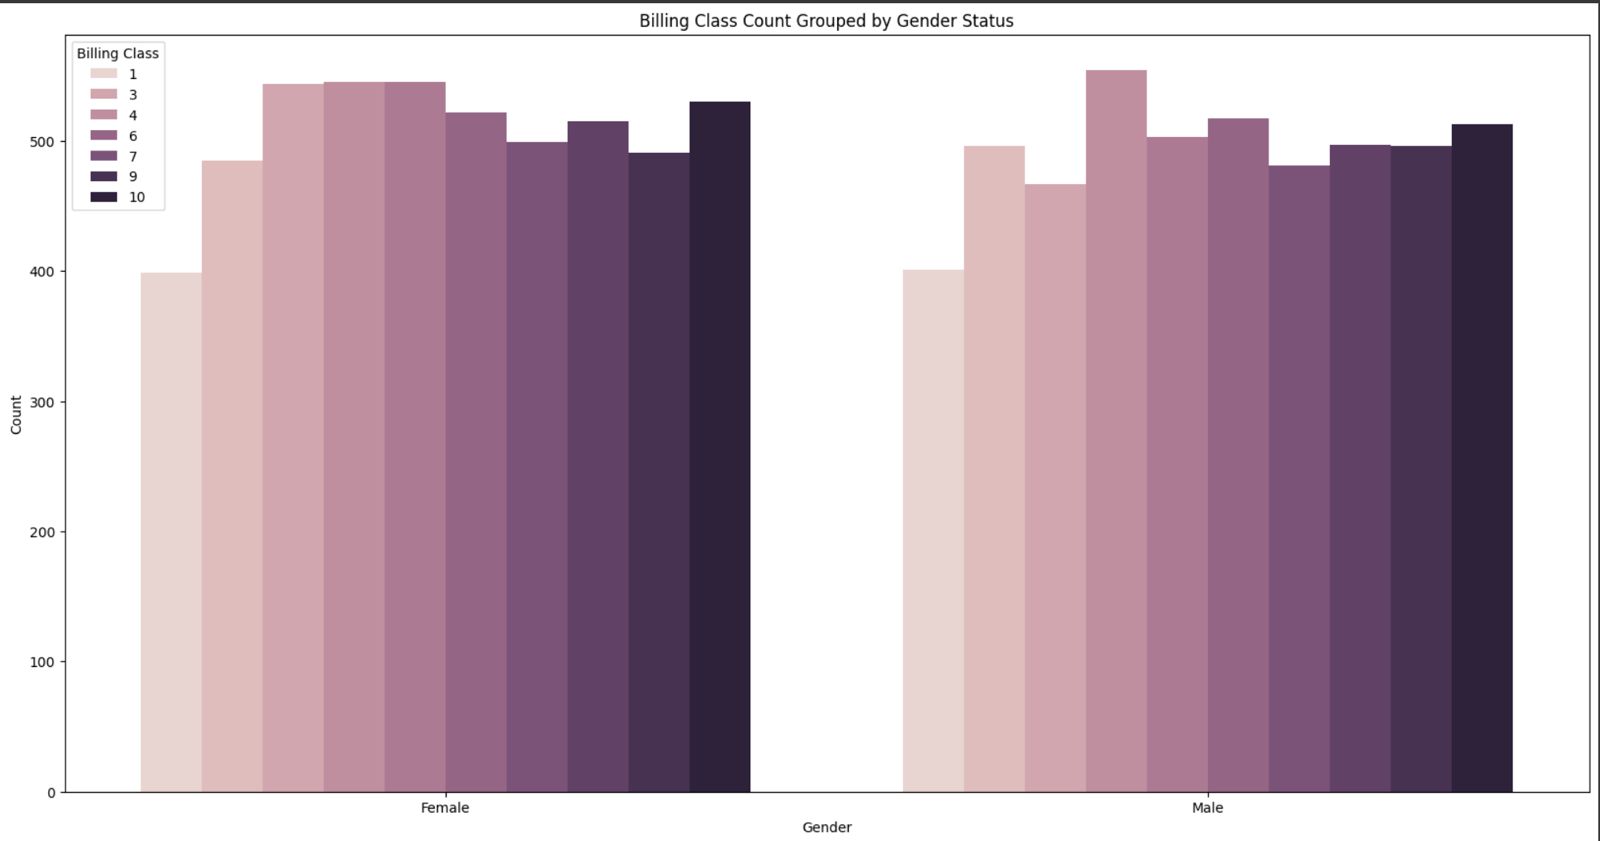 Billing Class Count Grouped by Gender Status
Billing Class
1
3
4
6
7
9
10
500
400
300
200
100
0
Count
Female
Male
Gender